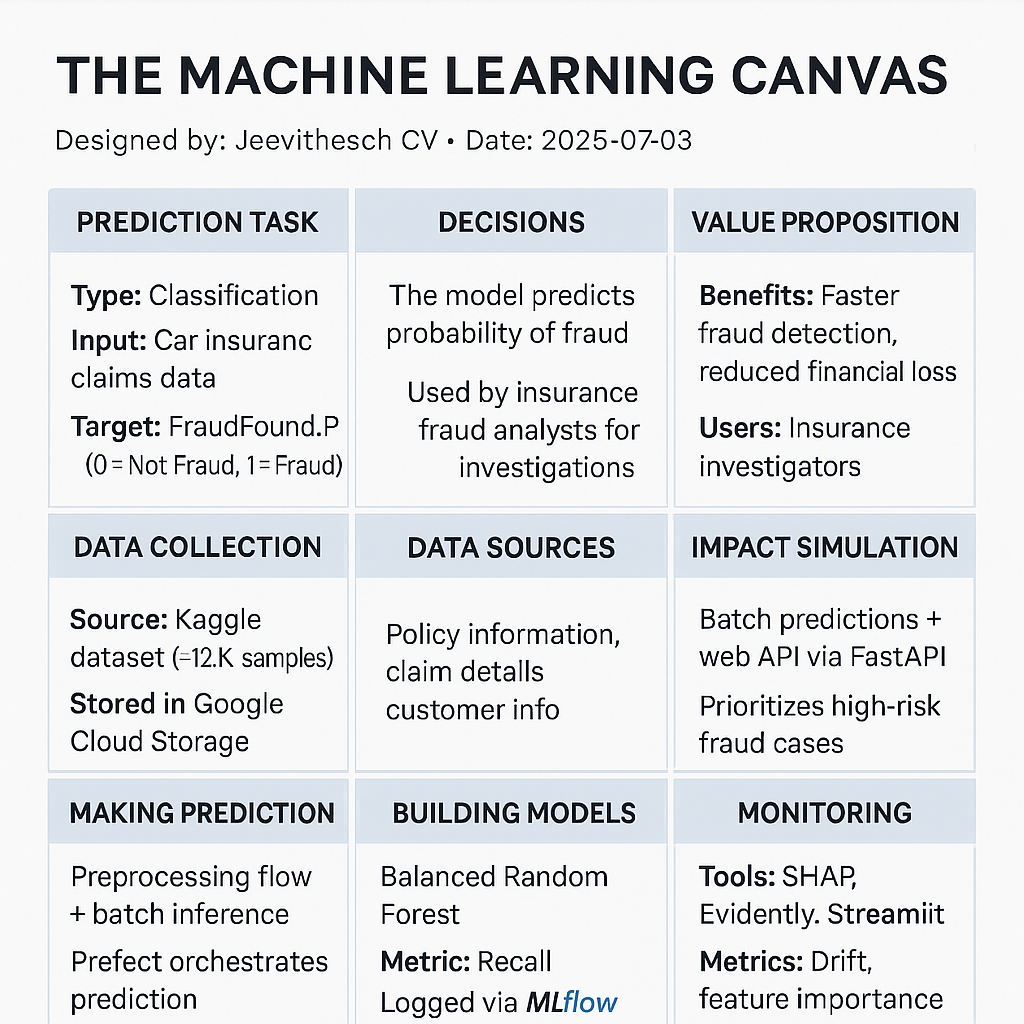 THE MACHINE LEARNING CANVAS
Designed by: Jeevithesch CV • Date: 2025-07-03
PREDICTION TASK
Type: Classification
Input: Car insuranc
claims data
Target: FraudFound.P
(0 = Not Fraud, 1 = Fraud)
DECISIONS
The model predicts
probability of fraud
Used by insurance
fraud analysts for
investigations
VALUE PROPOSITION
Benefits: Faster
fraud detection,
reduced financial loss
Users: Insurance
investigators
DATA COLLECTION
Source: Kaggle
dataset (=12.K samples)
Stored in Google
Cloud Storage
DATA SOURCES
Policy information,
claim detalls
customer info
IMPACT SIMULATION
Batch predictions +
web API via FastAPI
Prioritizes high-risk
fraud cases
MAKING PREDICTION
Preprocessing flow
+ batch inference
Prefect orchestrates
prediction
BUILDING MODELS
Balanced Random
Forest
Metric: Recall
Logged via MLflow
MONITORING
Tools: SHAP,
Evidently. Streamiit
Metrics: Drift,
feature importance